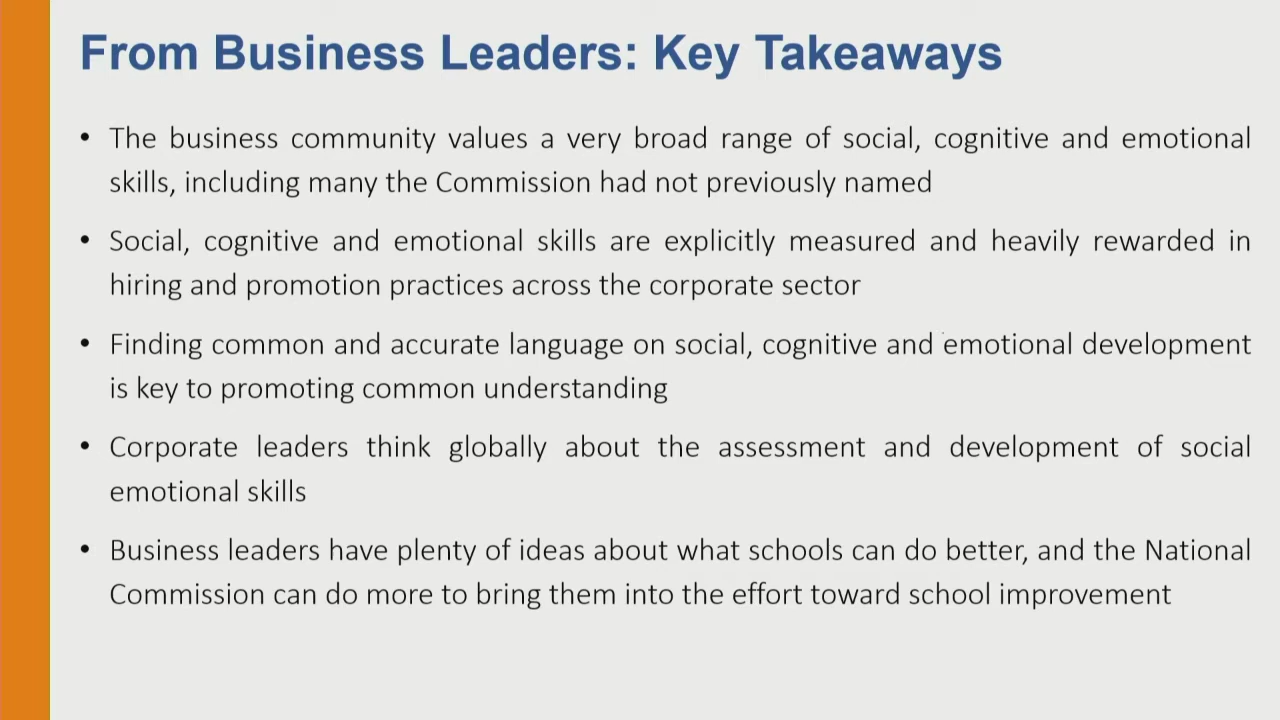 From Business Leaders: Key Takeaways
• The business community values a very broad range of social, cognitive and emotional
skills, including many the Commission had not previously named
• Social, cognitive and emotional skills are explicitly measured and heavily rewarded in
hiring and promotion practices across the corporate sector
• Finding common and accurate language on social, cognitive and emotional development
is key to promoting common understanding
• Corporate leaders think globally about the assessment and development of social
emotional skills
• Business leaders have plenty of ideas about what schools can do better, and the National
Commission can do more to bring them into the effort toward school improvement